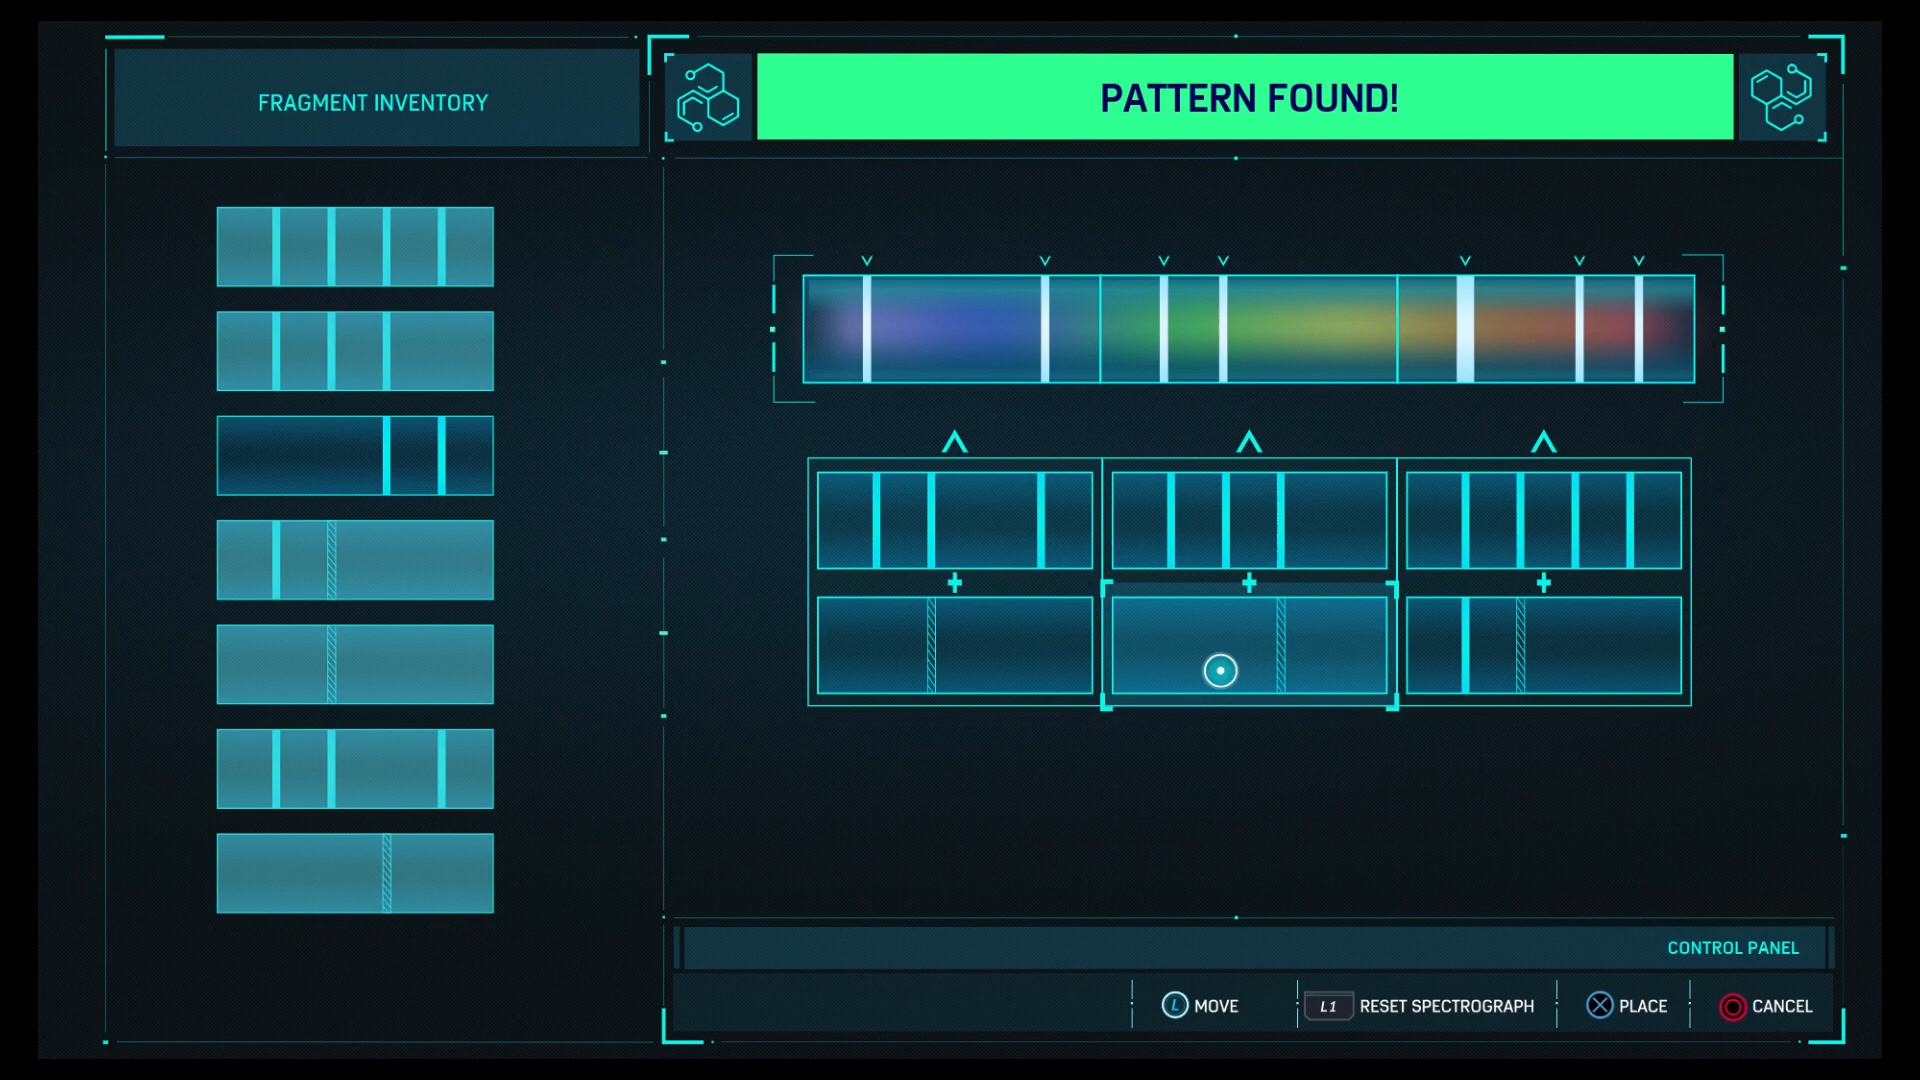 FRAGMENT INVENTORY
PATTERN FOUND!
CONTROL PANEL
L MOVE
L1 RESET SPECTROGRAPH
PLACE
CANCEL